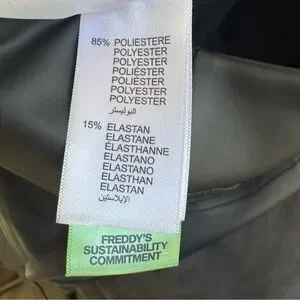 85% POLIESTERE
POLYESTER
POLYESTER
POLIÉSTER
POLIÉSTER
POLYESTER
POLYESTER
البوليستر
15% ELASTAN
ELASTANE
ÉLASTHANNE
ELASTANO
ELASTANO
ELASTHAN
ELASTAN
الإيلاستين
FREDDY'S
SUSTAINABILITY
COMMITMENT